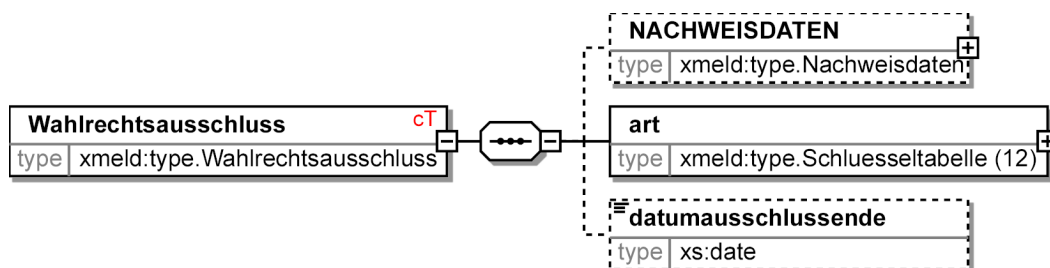 NACHWEISDATEN
type xmeld:type.Nachweisdaten
Wahlrechtsausschluss cT
type xmeld:type.Wahlrechtsausschluss
art
type xmeld:type.Schluesseltabelle (12)
datumausschlussende
type xs:date